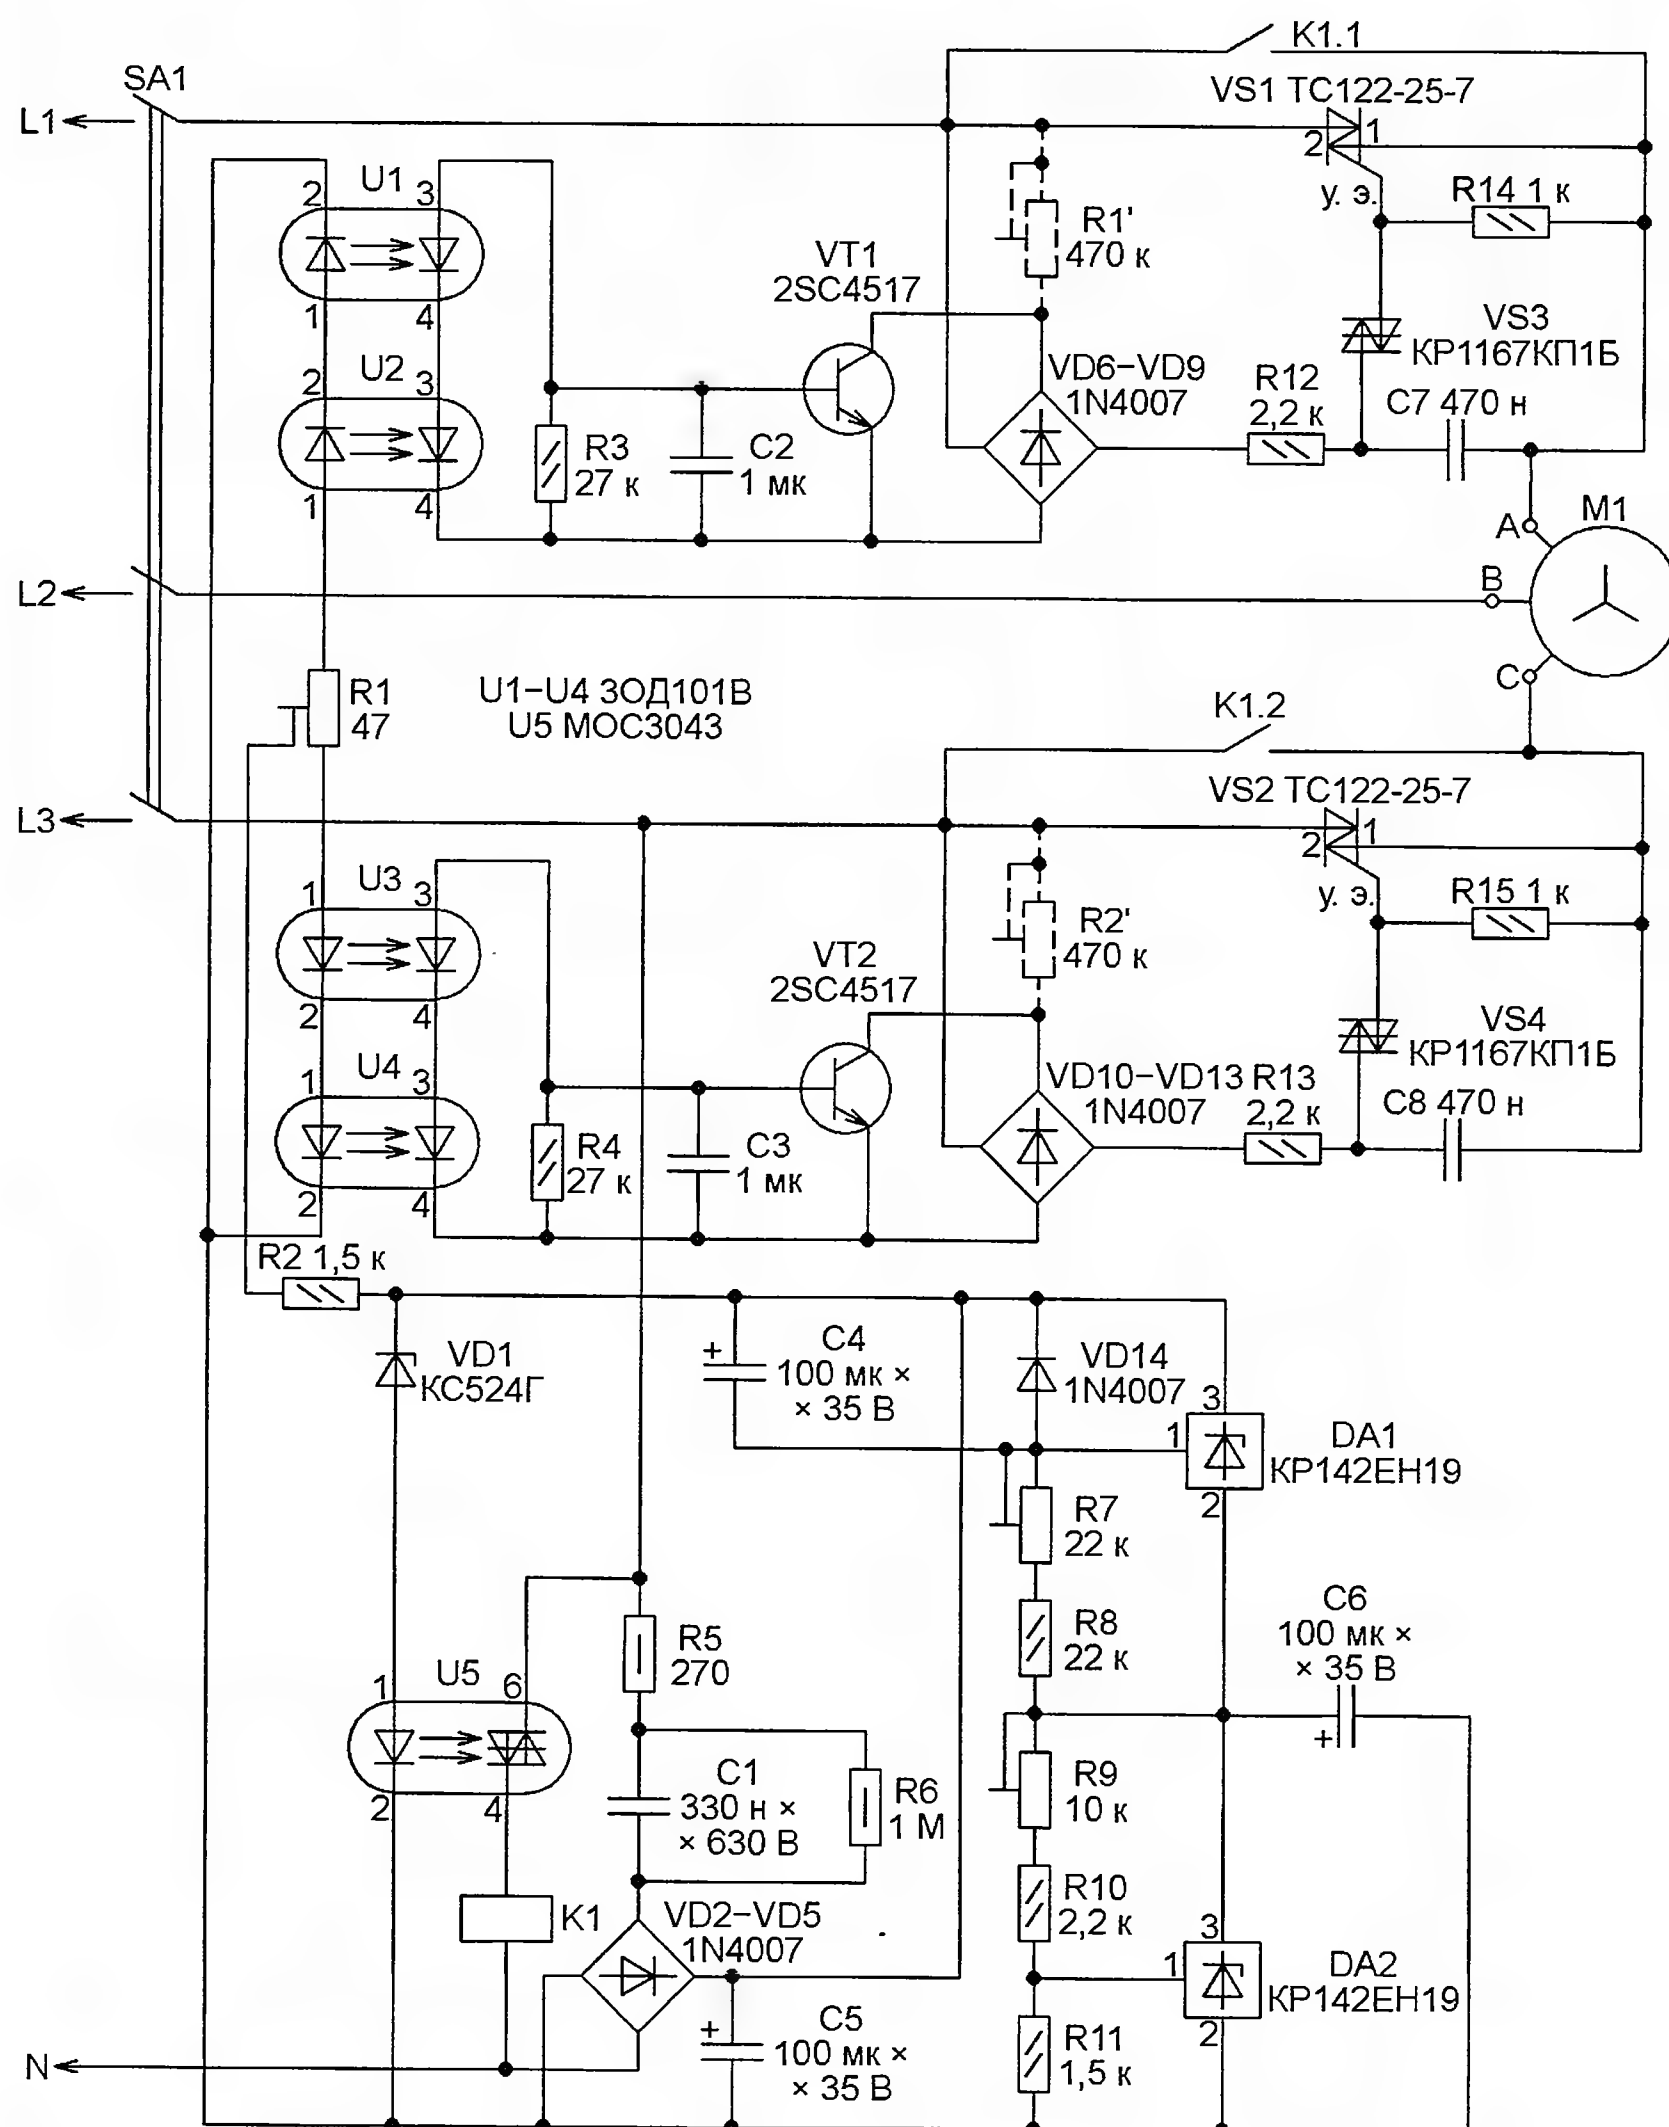 K1.1
SA1
VS1 ТС122-25-7
L1
1
2
U1
2
3
у. э.
R14 1 к
R1'
470 к
VT1
2SC4517
1
4
VS3
КР1167КП1Б
U2
2
3
VD6–VD9
1N4007
R12
2,2 к
C7 470 н
R3
27 к
C2
1 мк
1
4
A
M1
B
L2
C
R1
47
U1–U4 ЗОД101В
U5 МОС3043
K1.2
VS2 ТС122-25-7
L3
1
2
U3
1
3
у. э.
R15 1 к
R2'
470 к
VT2
2SC4517
2
4
VS4
КР1167КП1Б
U4
1
3
VD10–VD13
1N4007
R13
2,2 к
C8 470 н
R4
27 к
C3
1 мк
2
4
R2 1,5 к
VD1
КС524Г
C4
100 мк ×
× 35 В
+
VD14
1N4007
3
1
DA1
КР142ЕН19
2
R7
22 к
C6
100 мк ×
× 35 В
+
R8
22 к
R5
270
U5
1
6
2
4
C1
330 н ×
× 630 В
R6
1 М
R9
10 к
R10
2,2 к
K1
VD2–VD5
1N4007
3
1
DA2
КР142ЕН19
2
C5
100 мк ×
× 35 В
+
R11
1,5 к
N